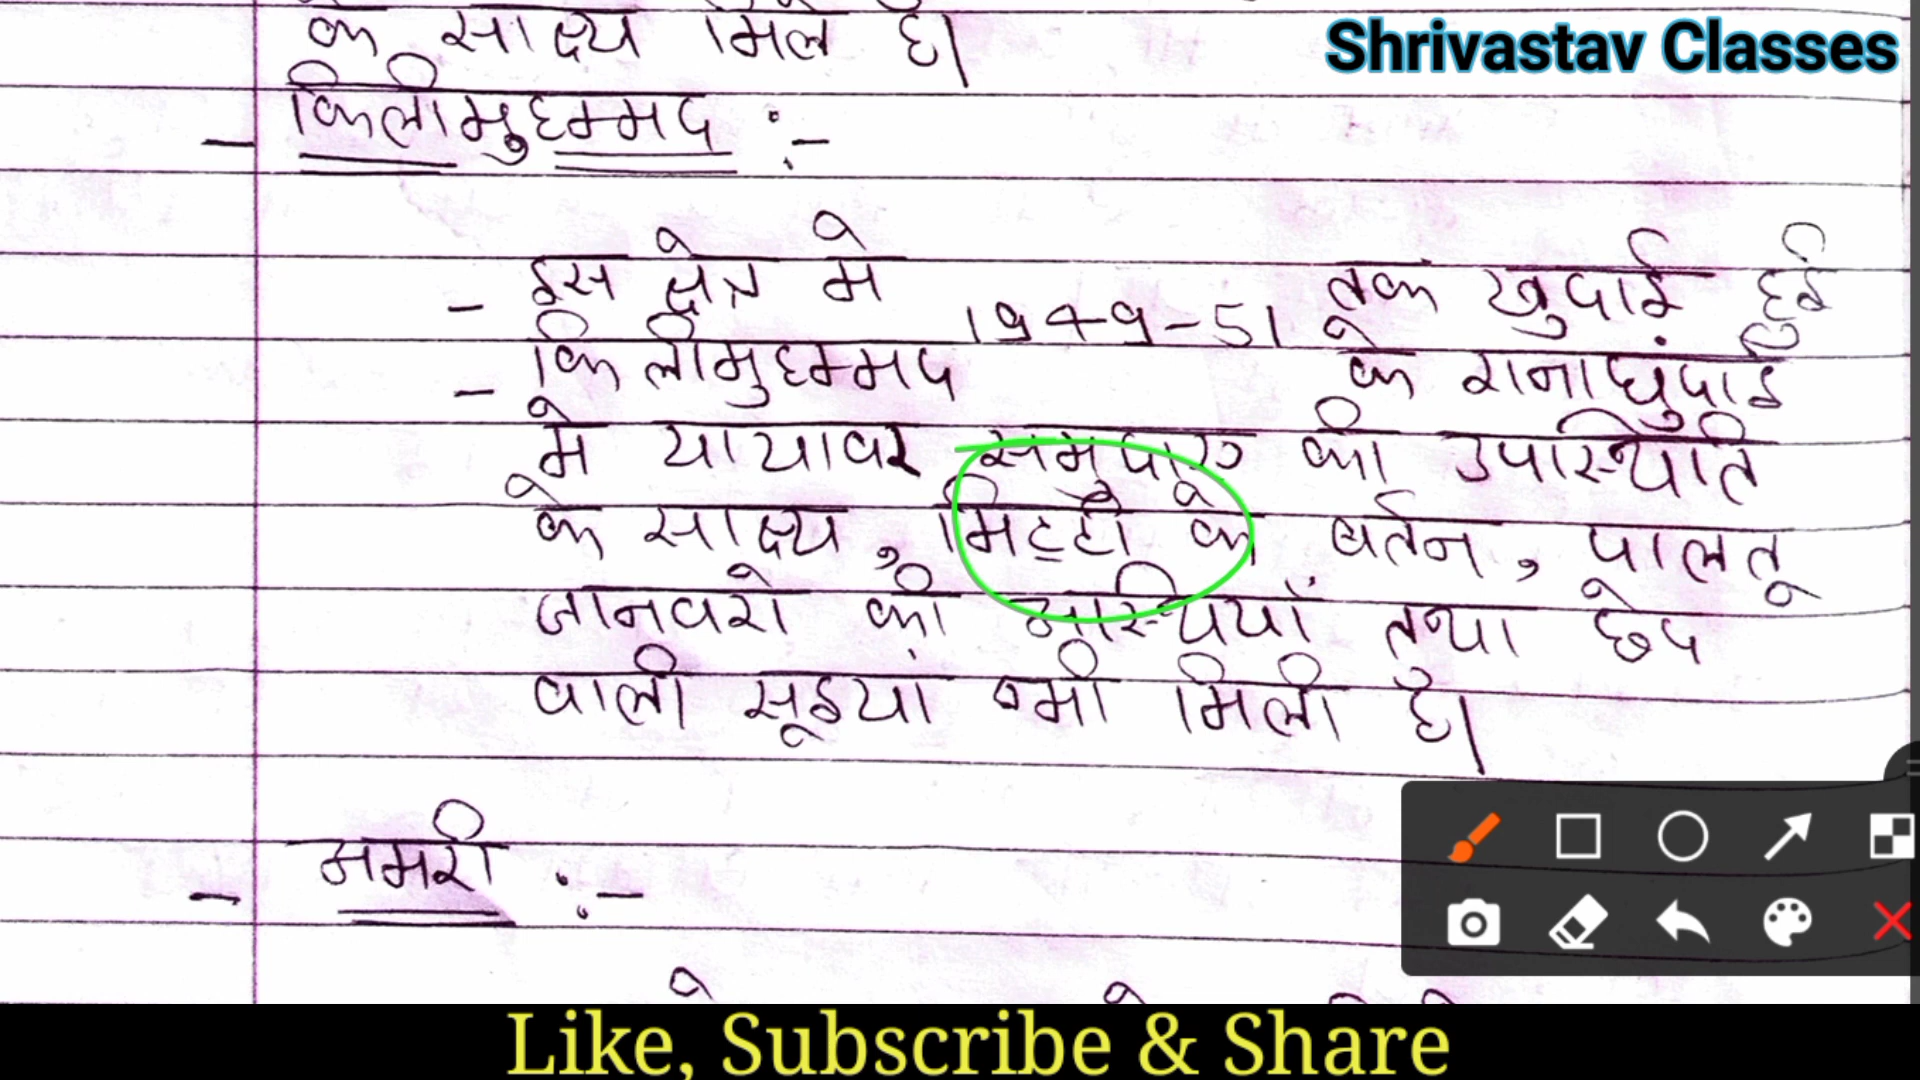 के साक्ष्य मिले है।
Shrivastav Classes
- किलीमुहम्मद :-
- इस क्षेत्र मे 1949-51 तक खुदाई हुई
- किलीमुहम्मद के रानाघुंदाई
मे यायावर समुदाय की उपस्थिति
के साक्ष्य, मिट्टी के बर्तन, पालतू
जानवरो की अस्थियाँ तथा छेद
वाली सूइयां भी मिली है।
- ममरी :-
Like, Subscribe & Share